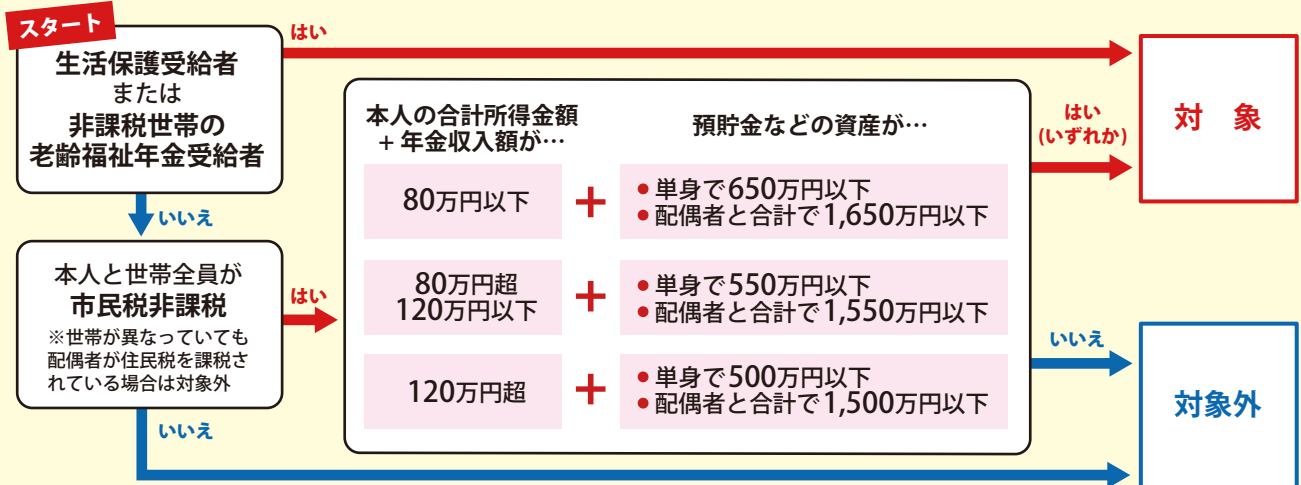 スタート
生活保護受給者
または
非課税世帯の
老齢福祉年金受給者
はい
いいえ
本人と世帯全員が
市民税非課税
※世帯が異なっていても
配偶者が住民税を課税さ
れている場合は対象外
はい
いいえ
本人の合計所得金額
+ 年金収入額が…
預貯金などの資産が…
80万円以下
+
●単身で650万円以下
●配偶者と合計で1,650万円以下
80万円超
120万円以下
+
●単身で550万円以下
●配偶者と合計で1,550万円以下
120万円超
+
●単身で500万円以下
●配偶者と合計で1,500万円以下
はい
(いずれか)
対　象
いいえ
対象外